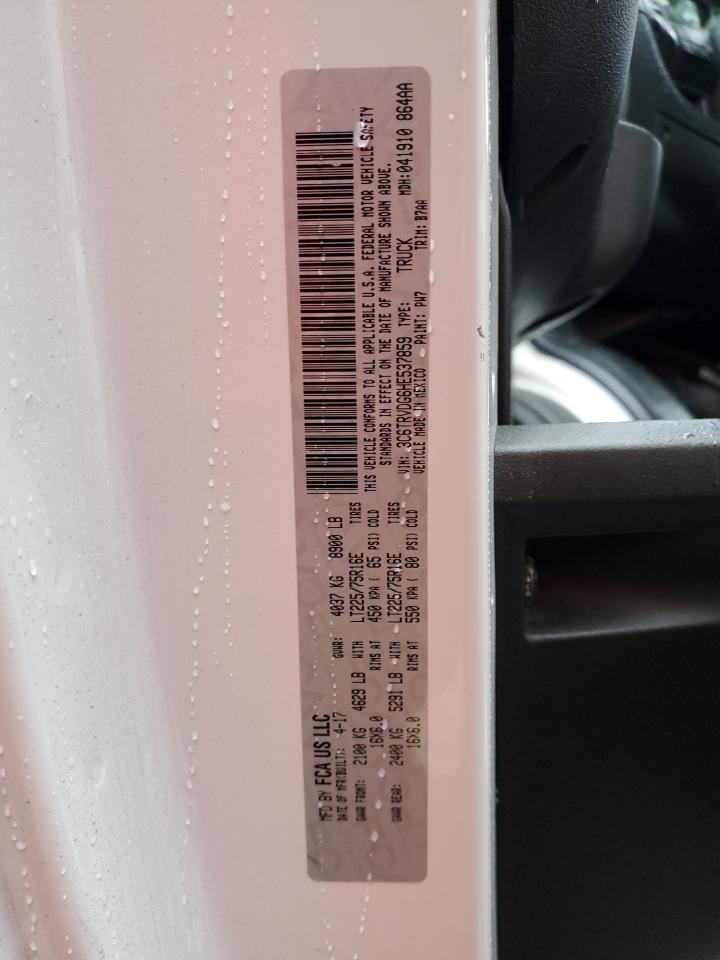 MFD BY FCA US LLC
DATE OF MFR(BUILT): 4-17 GVWR: 4037 KG 8900 LB
GAWR FRONT: 2100 KG 4629 LB WITH LT225/75R16E TIRES
16X6.0 RIMS AT 450 KPA ( 65 PSI) COLD
GAWR REAR: 2400 KG 5291 LB WITH LT225/75R16E TIRES
16X6.0 RIMS AT 550 KPA ( 80 PSI) COLD
THIS VEHICLE CONFORMS TO ALL APPLICABLE U.S.A. FEDERAL MOTOR VEHICLE SAFETY
STANDARDS IN EFFECT ON THE DATE OF MANUFACTURE SHOWN ABOVE.
VIN: 3C6TRVDG6HE537859 TYPE: TRUCK MDH:041910 864AA
VEHICLE MADE IN MEXICO PAINT: PW7 TRIM: B7AA